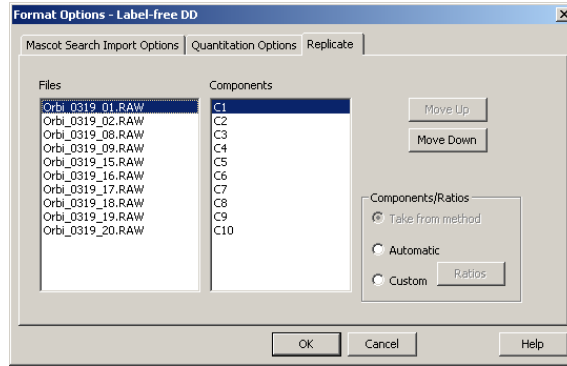 Format Options - Label-free DD
Mascot Search Import Options Quantitation Options Replicate
Files Components
Orbi_0319_01.RAW C1
Orbi_0319_02.RAW C2
Orbi_0319_08.RAW C3
Orbi_0319_09.RAW C4
Orbi_0319_15.RAW C5
Orbi_0319_16.RAW C6
Orbi_0319_17.RAW C7
Orbi_0319_18.RAW C8
Orbi_0319_19.RAW C9
Orbi_0319_20.RAW C10
Move Up
Move Down
Components/Ratios
Take from method
Automatic
Custom Ratios
OK Cancel Help